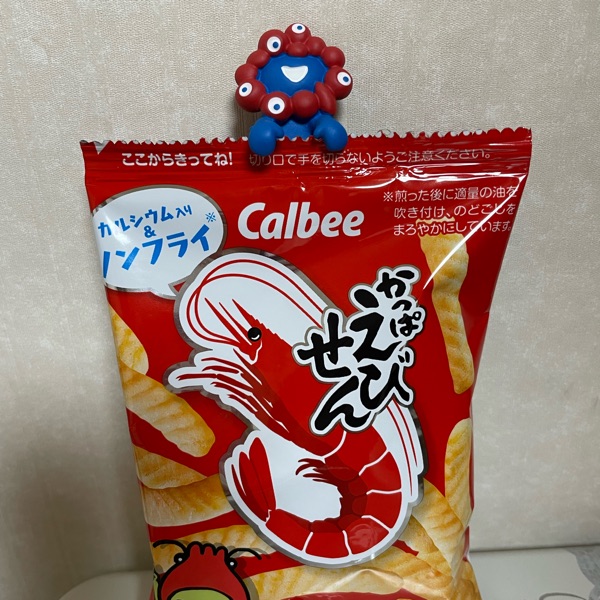 ここからきってね! 切り口で手を切らないようご注意ください。
カルシウム入り
&
ノンフライ※
Calbee
※煎った後に適量の油を
吹き付け、のどごしを
まろやかにしています
かっぱ
えび
せん